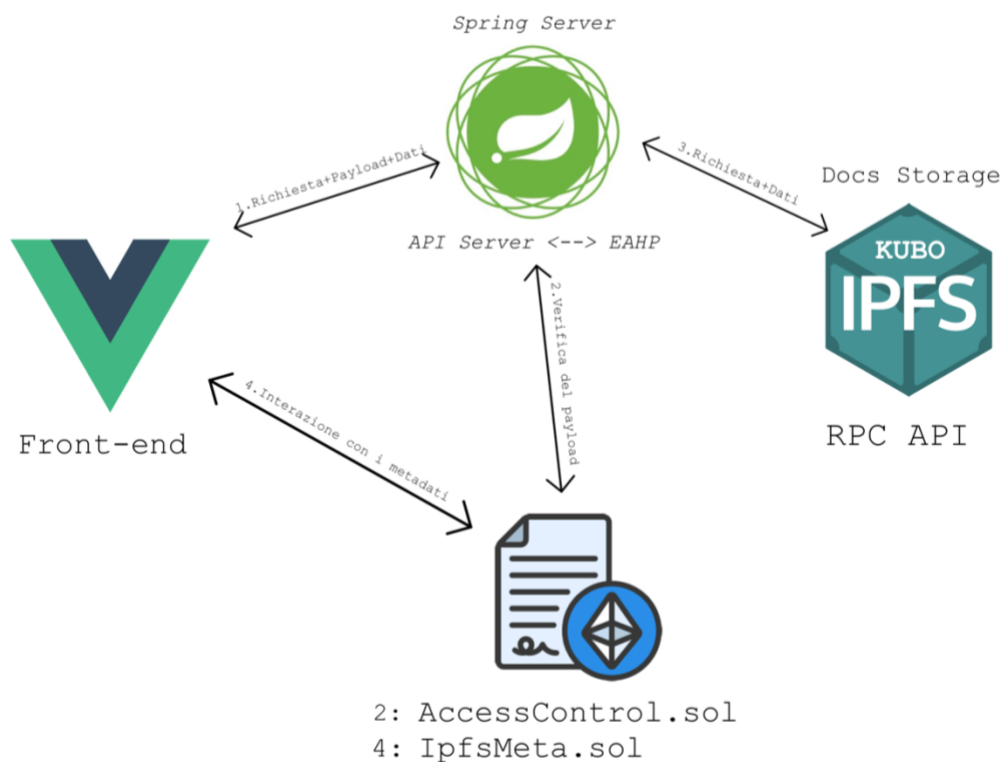 Spring Server
1.Richiesta+Payload+Dati
3.Richiesta+Dati
Docs Storage
API Server <--> EAHP
KUBO
IPFS
2.Verifica del payload
4.Interazione con i metadati
Front-end
RPC API
2: AccessControl.sol
4: IpfsMeta.sol